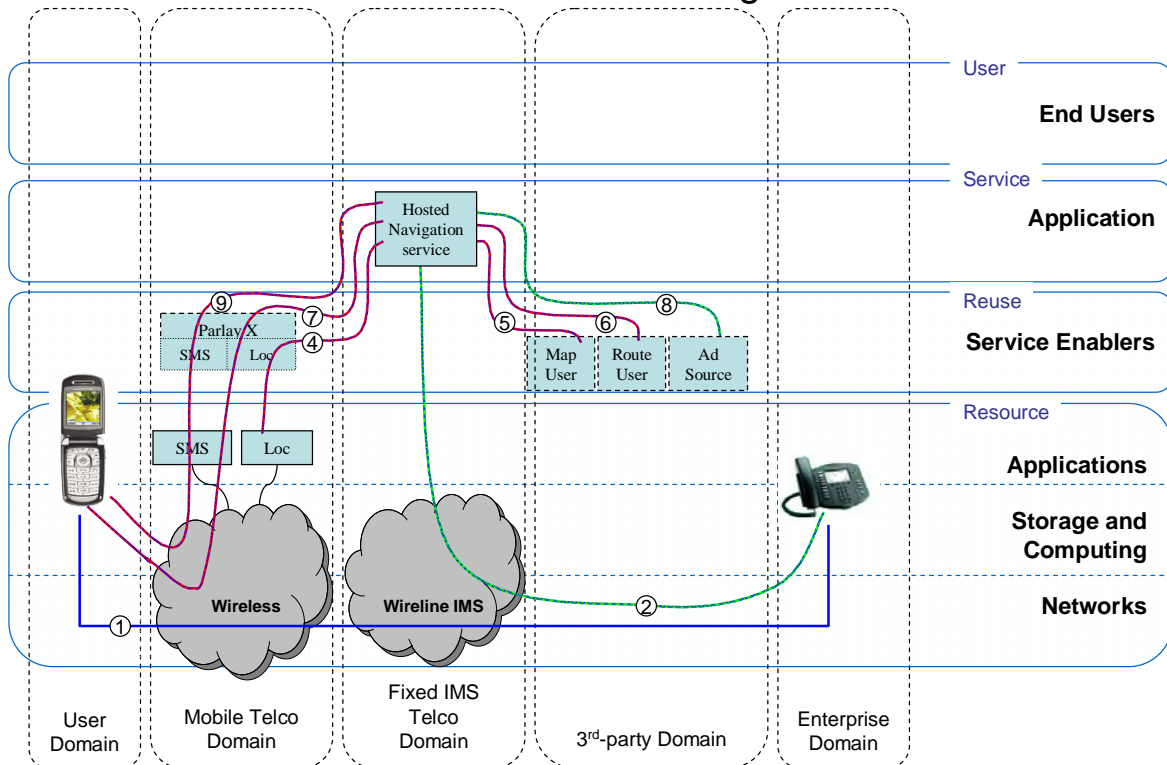 User
End Users
Service
Application
Hosted
Navigation
service
Reuse
Service Enablers
9
7
8
5
6
4
Parlay X
SMS
Loc
Map
User
Route
User
Ad
Source
Resource
Applications
SMS
Loc
Storage and
Computing
Wireless
Wireline IMS
2
Networks
1
User
Domain
Mobile Telco
Domain
Fixed IMS
Telco
Domain
3rd-party Domain
Enterprise
Domain